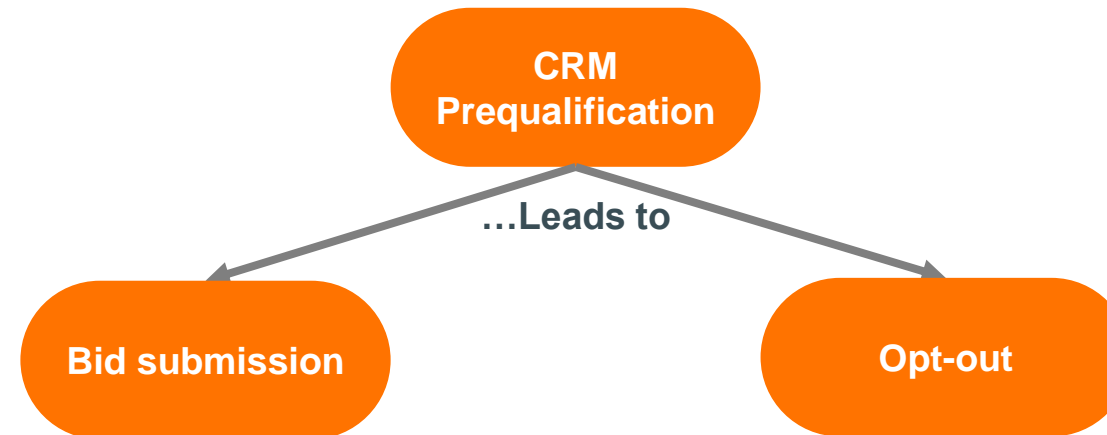 CRM
Prequalification
…Leads to
Bid submission
Opt-out